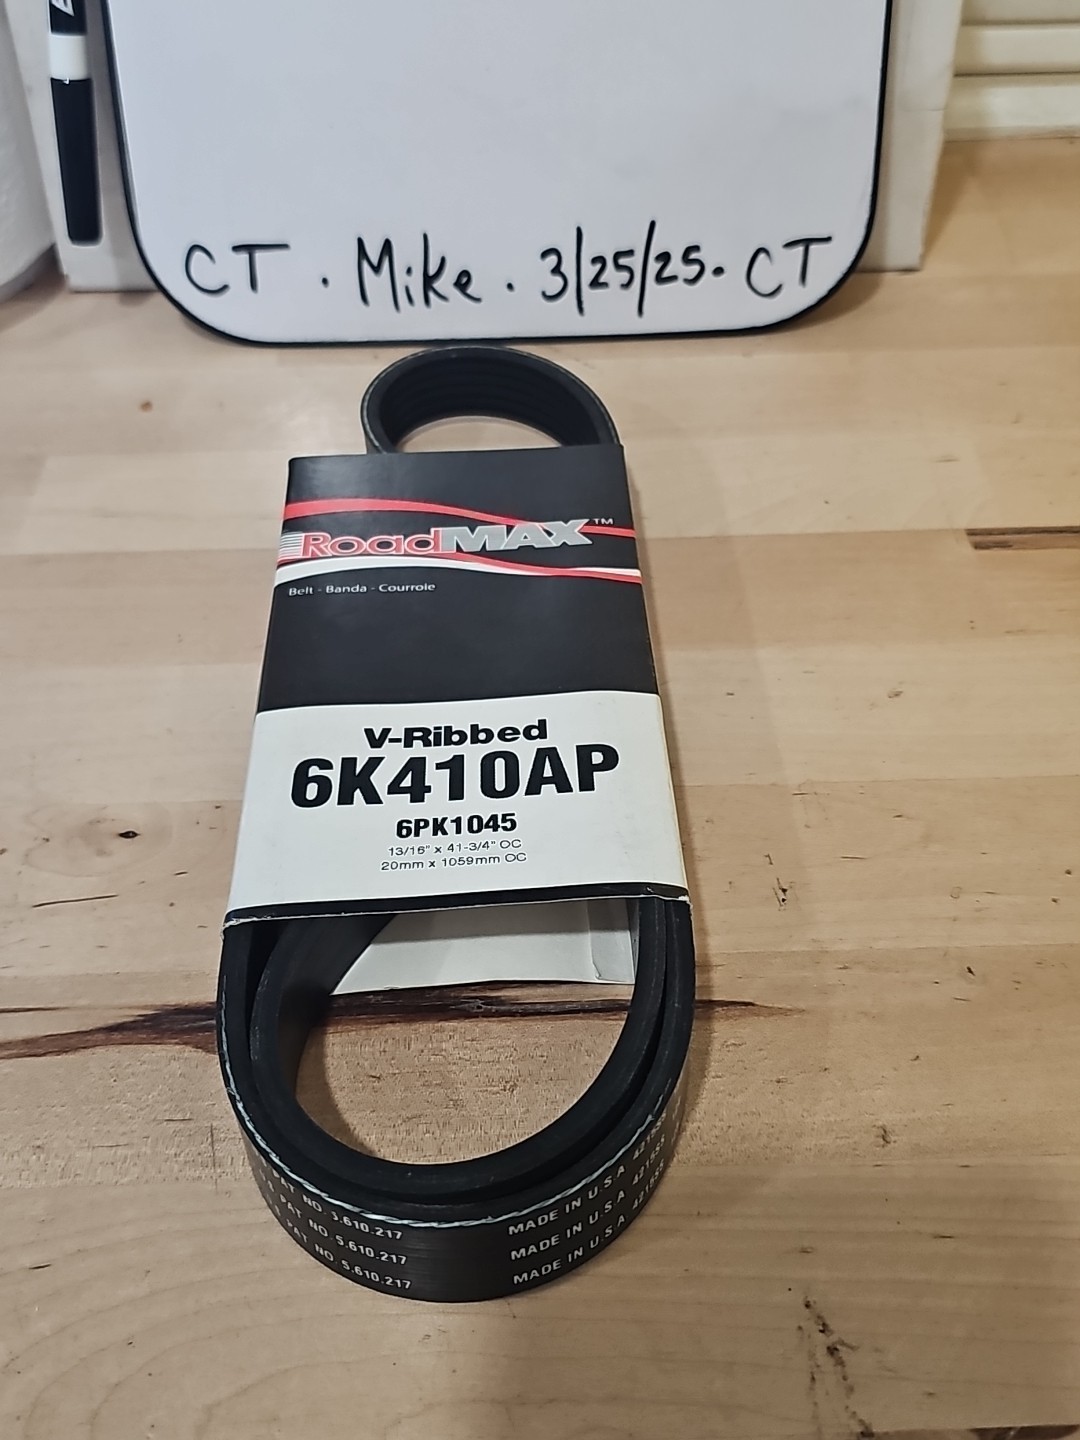 CT . Mike . 3/25/25. CT
RoadMAX™
Belt - Banda - Courroie
V-Ribbed
6K410AP
6PK1045
13/16" x 41-3/4" OC
20mm x 1059mm OC
PAT NO. 5.610.217
PAT NO. 5.610.217
PAT NO. 5.610.217
MADE IN U.S.A
MADE IN U.S.A 421655
MADE IN U.S.A 421655